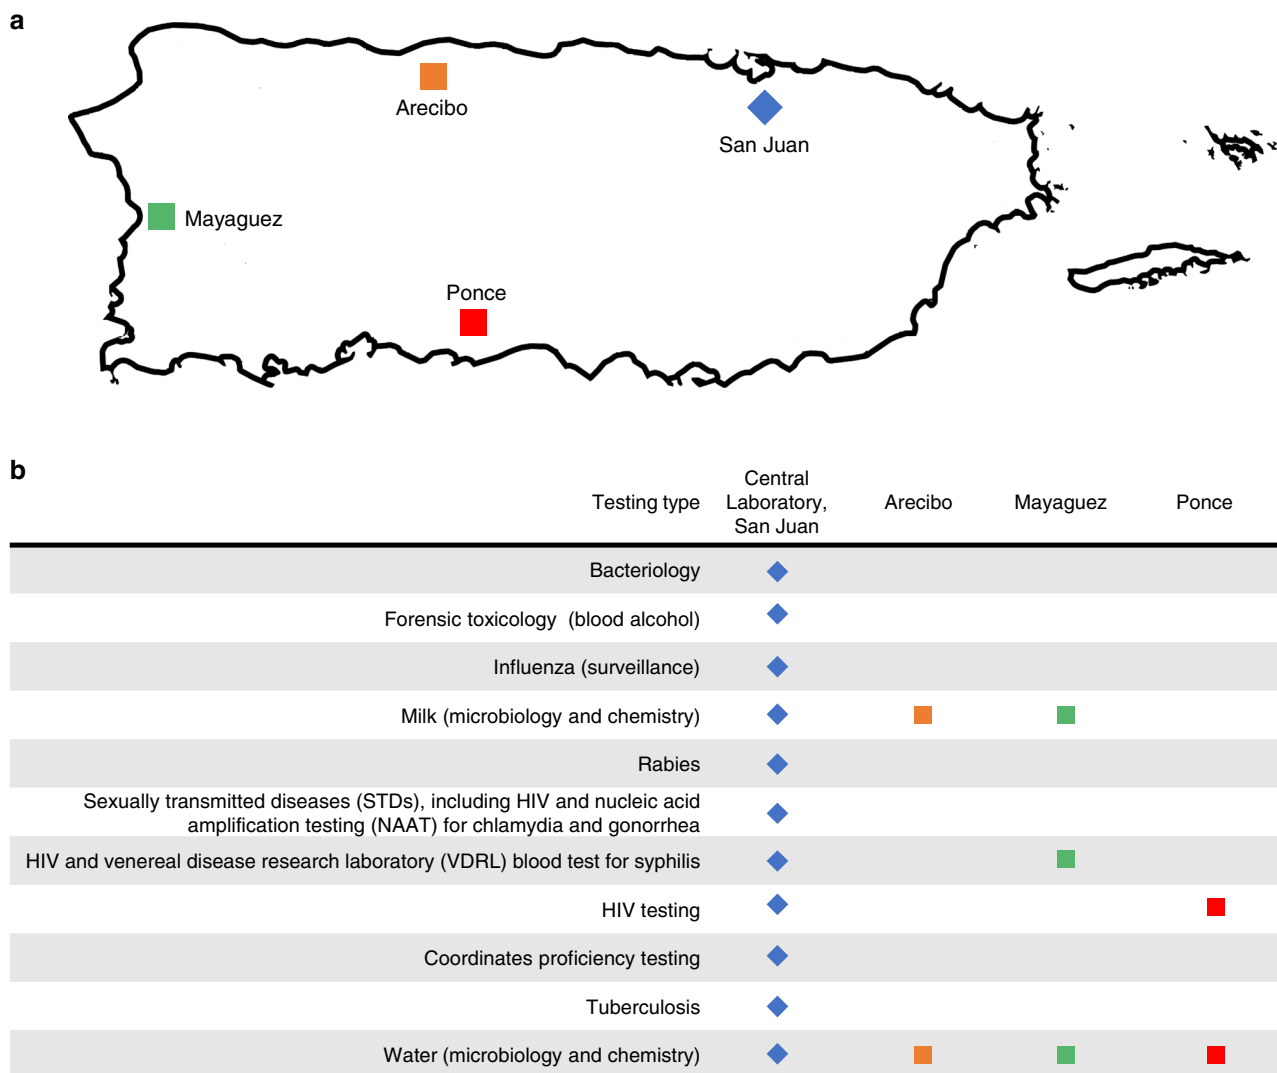 a
Arecibo
San Juan
Mayaguez
Ponce
b
Testing type
Central
Laboratory,
San Juan
Arecibo
Mayaguez
Ponce
Bacteriology
Forensic toxicology (blood alcohol)
Influenza (surveillance)
Milk (microbiology and chemistry)
Rabies
Sexually transmitted diseases (STDs), including HIV and nucleic acid
amplification testing (NAAT) for chlamydia and gonorrhea
HIV and venereal disease research laboratory (VDRL) blood test for syphilis
HIV testing
Coordinates proficiency testing
Tuberculosis
Water (microbiology and chemistry)